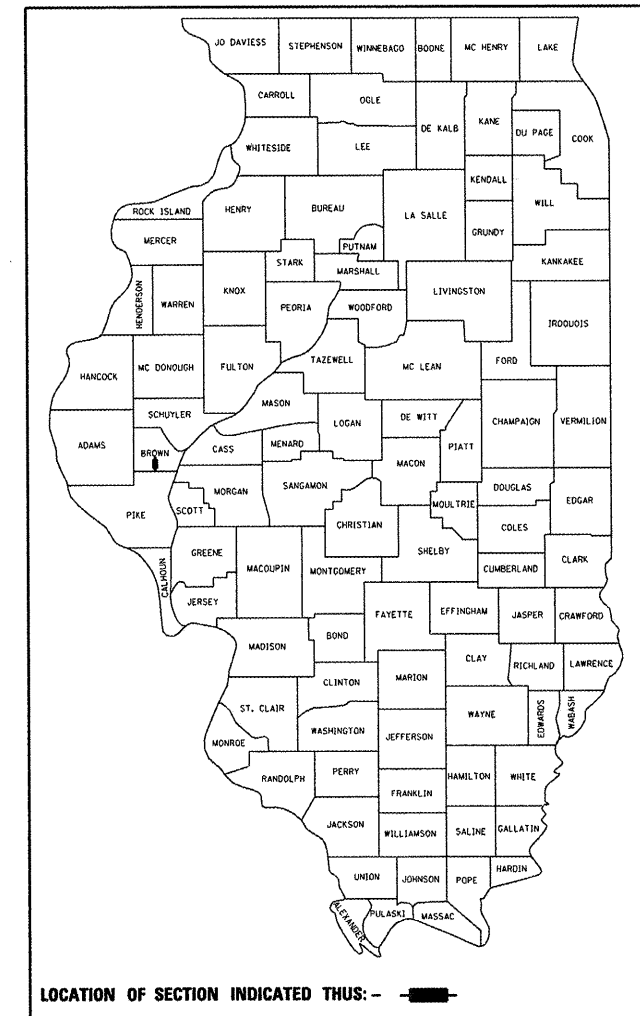 JO DAVIESS STEPHENSON WINNEBAGO BOONE MC HENRY LAKE
CARROLL OGLE DE KALB KANE DU PAGE COOK
WHITESIDE LEE KENDALL WILL
ROCK ISLAND HENRY BUREAU LA SALLE GRUNDY
MERCER PUTNAM KANKAKEE
STARK MARSHALL
HENDERSON WARREN KNOX PEORIA WOODFORD LIVINGSTON IROQUOIS
HANCOCK MC DONOUGH FULTON TAZEWELL MC LEAN FORD
SCHUYLER MASON LOGAN DE WITT CHAMPAIGN VERMILION
ADAMS BROWN CASS MENARD MACON PIATT
PIKE SCOTT MORGAN SANGAMON CHRISTIAN MOULTRIE DOUGLAS EDGAR
COLES
CALHOUN GREENE MACOUPIN MONTGOMERY SHELBY CUMBERLAND CLARK
JERSEY FAYETTE EFFINGHAM JASPER CRAWFORD
MADISON BOND CLAY RICHLAND LAWRENCE
CLINTON MARION
ST. CLAIR WASHINGTON JEFFERSON WAYNE EDWARDS WABASH
MONROE
RANDOLPH PERRY FRANKLIN HAMILTON WHITE
JACKSON WILLIAMSON SALINE GALLATIN
UNION JOHNSON POPE HARDIN
ALEXANDER PULASKI MASSAC
LOCATION OF SECTION INDICATED THUS: -